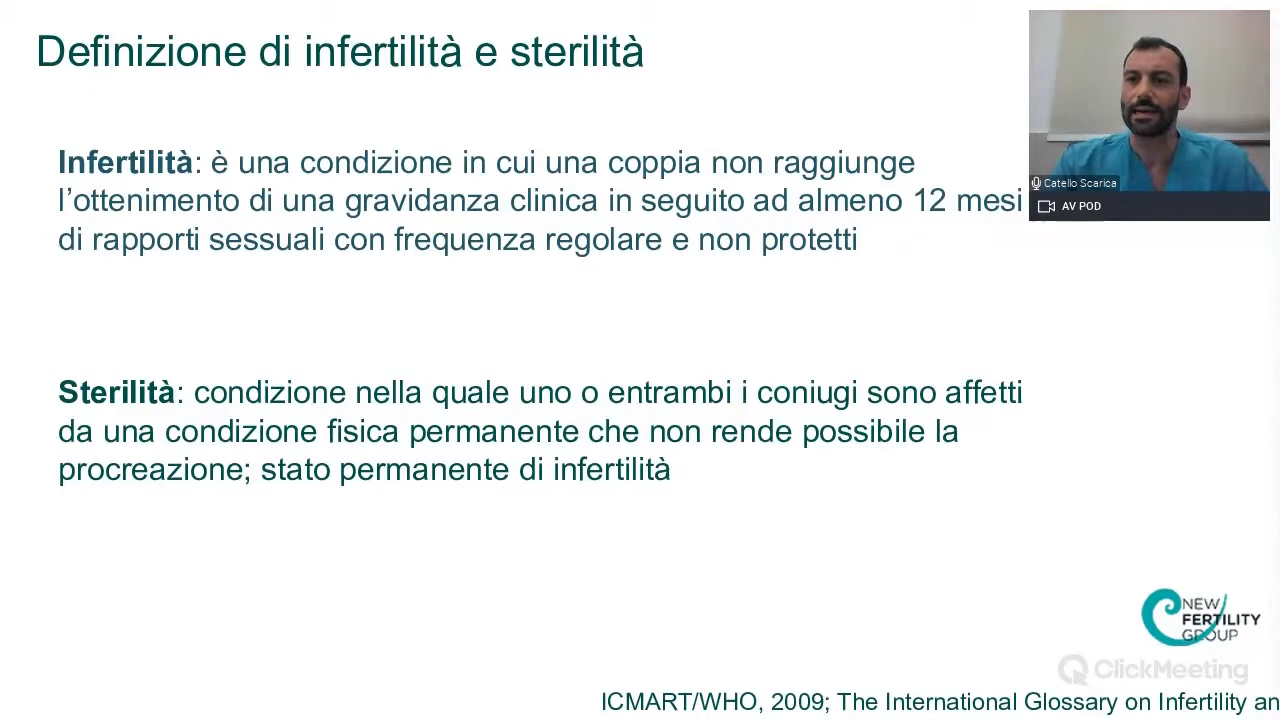 Definizione di infertilità e sterilità
Infertilità: è una condizione in cui una coppia non raggiunge
l’ottenimento di una gravidanza clinica in seguito ad almeno 12 mesi
di rapporti sessuali con frequenza regolare e non protetti
Catello Scarica
AV POD
Sterilità: condizione nella quale uno o entrambi i coniugi sono affetti
da una condizione fisica permanente che non rende possibile la
procreazione; stato permanente di infertilità
NEW
FERTILITY
GROUP
ClickMeeting
ICMART/WHO, 2009; The International Glossary on Infertility an